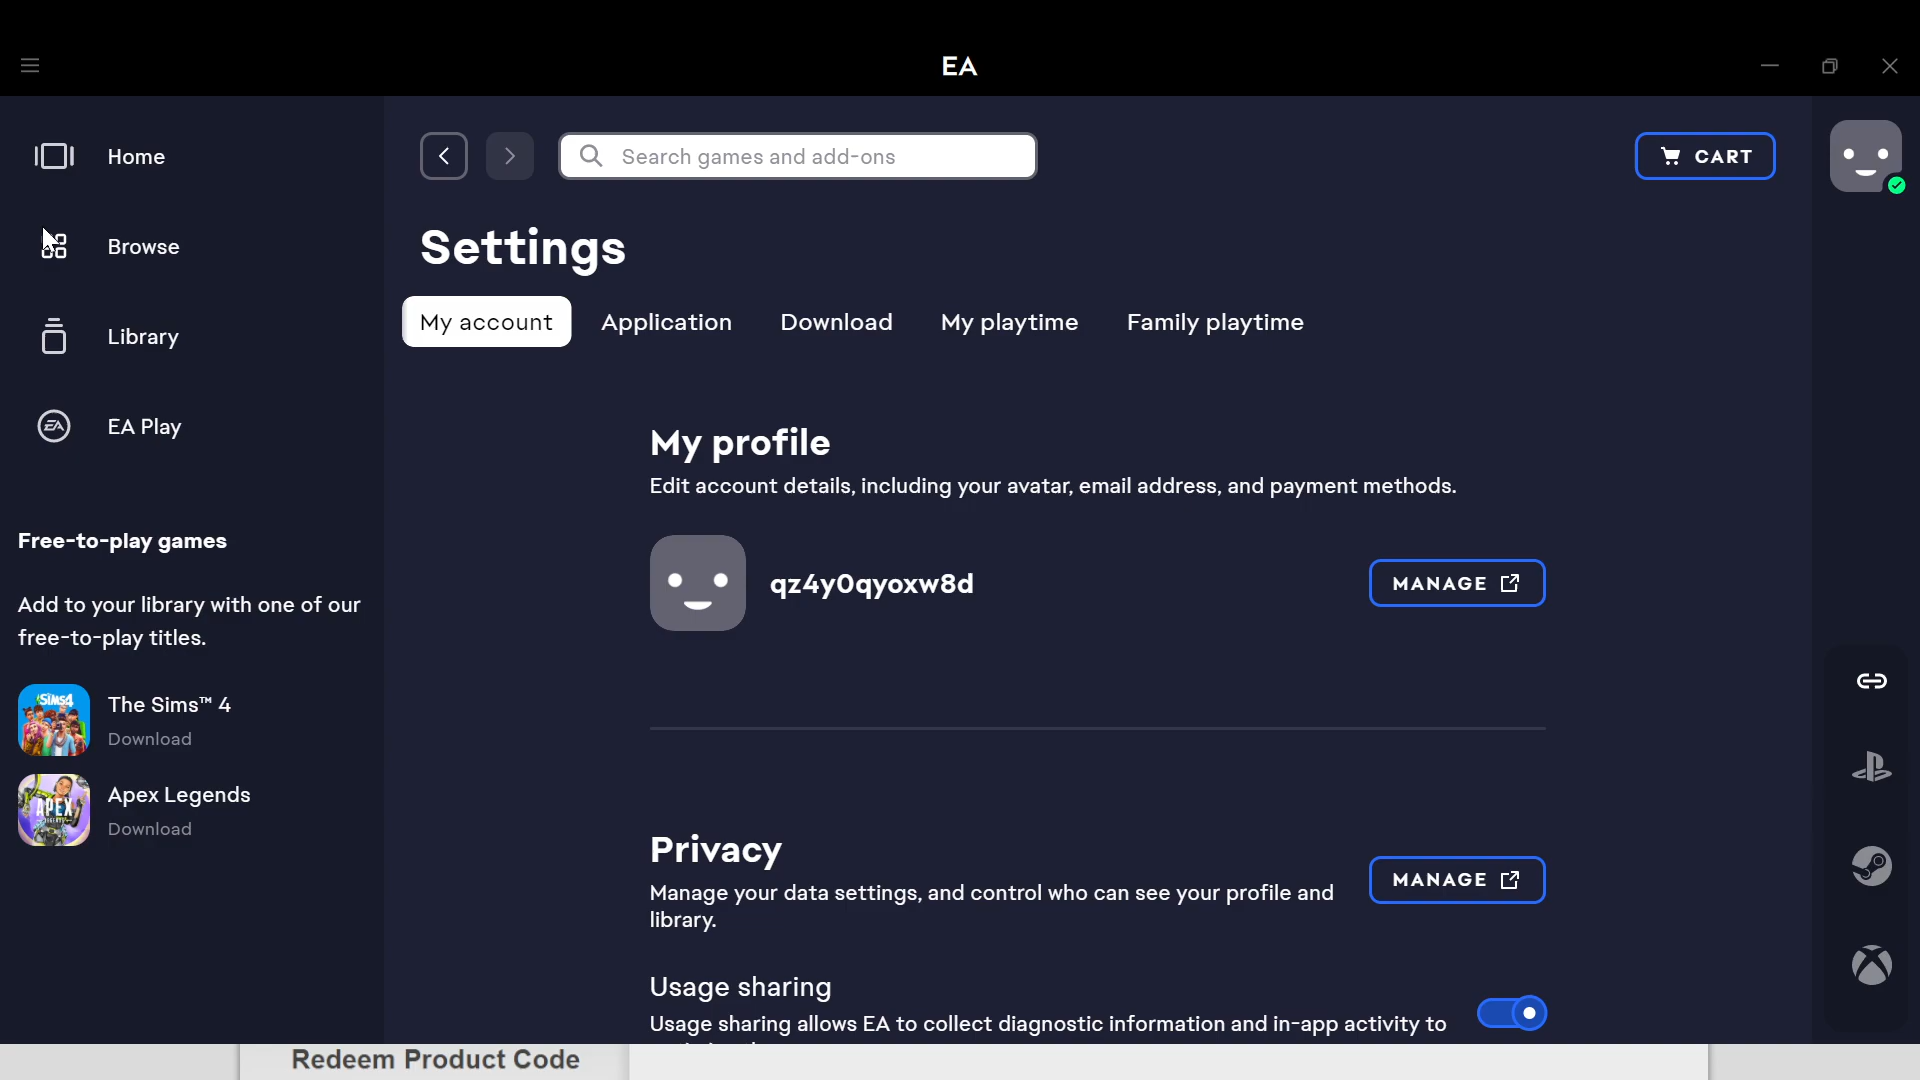 EA
Home
Browse
Library
EA Play
Free-to-play games
Add to your library with one of our
free-to-play titles.
The Sims™ 4
Download
Apex Legends
Download
Search games and add-ons
CART
Settings
My account
Application
Download
My playtime
Family playtime
My profile
Edit account details, including your avatar, email address, and payment methods.
qz4y0qyoxw8d
MANAGE
Privacy
Manage your data settings, and control who can see your profile and
library.
MANAGE
Usage sharing
Usage sharing allows EA to collect diagnostic information and in-app activity to
Redeem Product Code